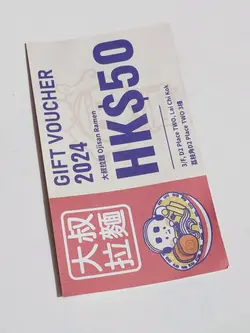 GIFT VOUCHER
2024
大叔拉麵 Ojisan Ramen
HK$50
3/F, D2 Place TWO, Lai Chi Kok
荔枝角D2 Place TWO 3樓
大叔
拉麵